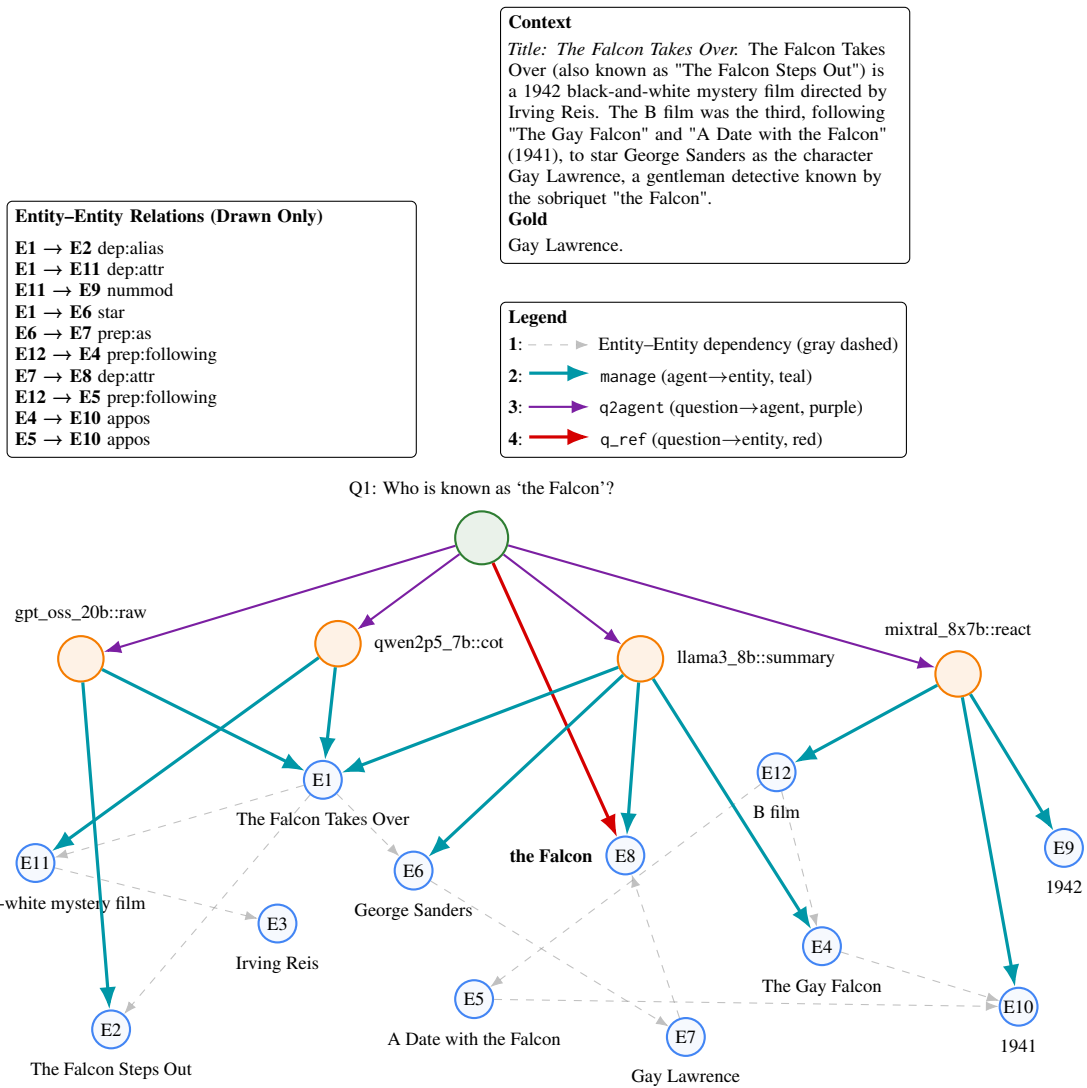 Context
Title: The Falcon Takes Over. The Falcon Takes
Over (also known as "The Falcon Steps Out") is
a 1942 black-and-white mystery film directed by
Irving Reis. The B film was the third, following
"The Gay Falcon" and "A Date with the Falcon"
(1941), to star George Sanders as the character
Gay Lawrence, a gentleman detective known by
the sobriquet "the Falcon".
Gold
Gay Lawrence.
Entity–Entity Relations (Drawn Only)
E1 → E2 dep:alias
E1 → E11 dep:attr
E11 → E9 nummod
E1 → E6 star
E6 → E7 prep:as
E12 → E4 prep:following
E7 → E8 dep:attr
E12 → E5 prep:following
E4 → E10 appos
E5 → E10 appos
Legend
1: Entity–Entity dependency (gray dashed)
2: manage (agent→entity, teal)
3: q2agent (question→agent, purple)
4: q_ref (question→entity, red)
Q1: Who is known as ‘the Falcon’?
gpt_oss_20b::raw
qwen2p5_7b::cot
llama3_8b::summary
mixtral_8x7b::react
E1
The Falcon Takes Over
E12
B film
E11
-white mystery film
E6
George Sanders
the Falcon E8
E9
1942
E3
Irving Reis
E4
The Gay Falcon
E5
A Date with the Falcon
E10
1941
E2
The Falcon Steps Out
E7
Gay Lawrence